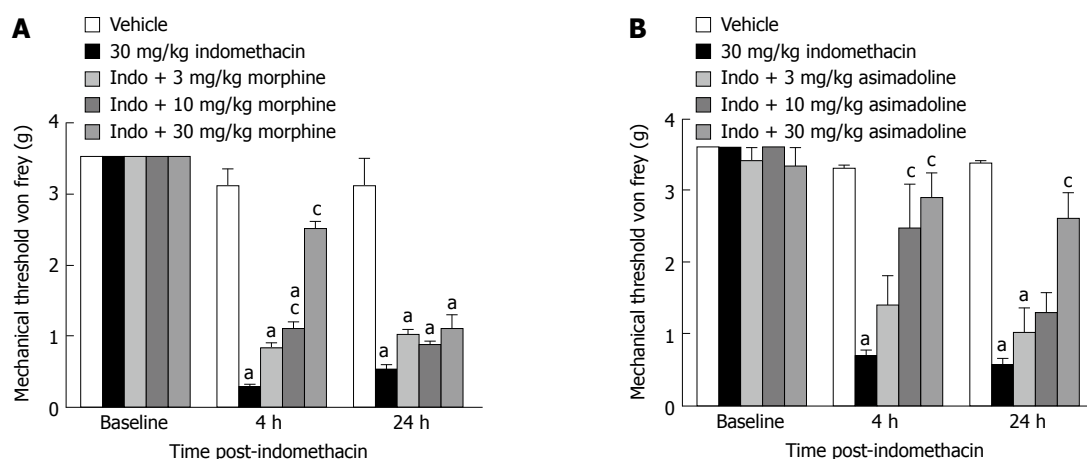 A
Vehicle
30 mg/kg indomethacin
Indo + 3 mg/kg morphine
Indo + 10 mg/kg morphine
Indo + 30 mg/kg morphine
Mechanical threshold von frey (g)
4
3
2
1
0
a
a
a
c
c
a
a
a
a
Baseline
4 h
24 h
Time post-indomethacin
B
Vehicle
30 mg/kg indomethacin
Indo + 3 mg/kg asimadoline
Indo + 10 mg/kg asimadoline
Indo + 30 mg/kg asimadoline
Mechanical threshold von frey (g)
4
3
2
1
0
a
c
c
a
a
c
Baseline
4 h
24 h
Time post-indomethacin